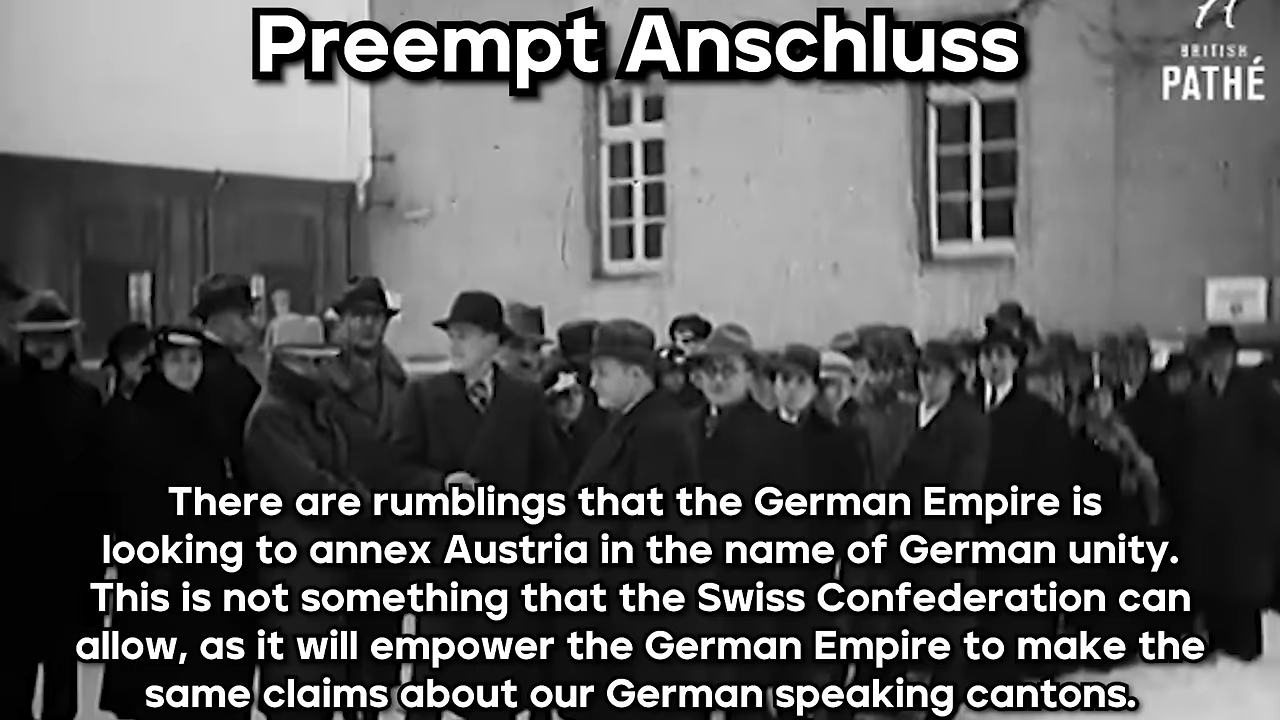 Preempt Anschluss
BRITISH
PATHÉ
There are rumblings that the German Empire is
looking to annex Austria in the name of German unity.
This is not something that the Swiss Confederation can
allow, as it will empower the German Empire to make the
same claims about our German speaking cantons.